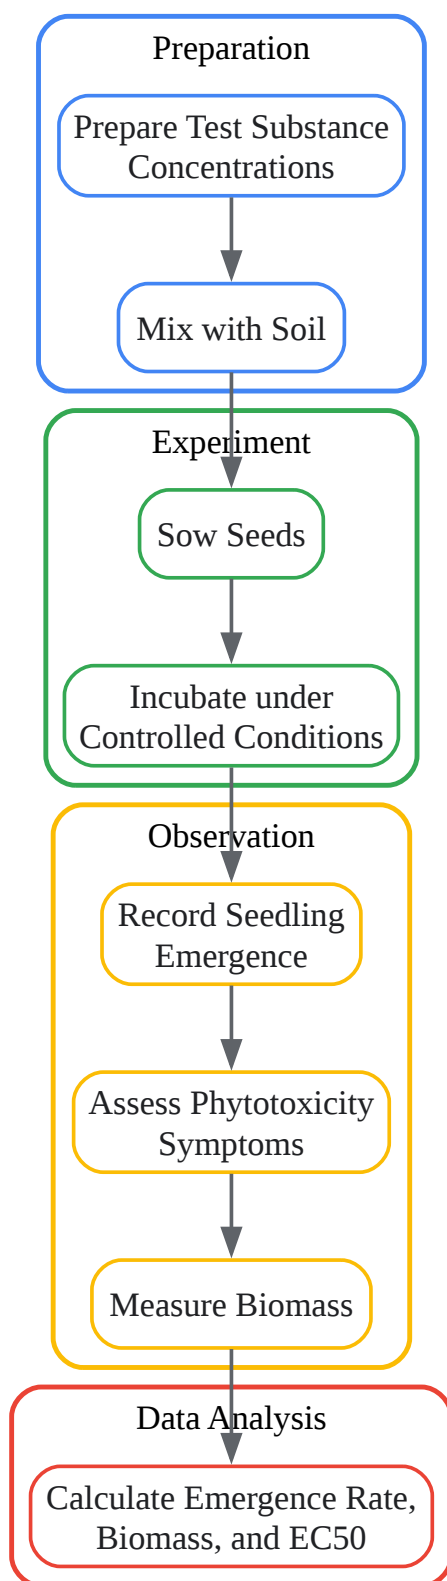 Preparation
Prepare Test Substance
Concentrations
Mix with Soil
Experiment
Sow Seeds
Incubate under
Controlled Conditions
Observation
Record Seedling
Emergence
Assess Phytotoxicity
Symptoms
Measure Biomass
Data Analysis
Calculate Emergence Rate,
Biomass, and EC50